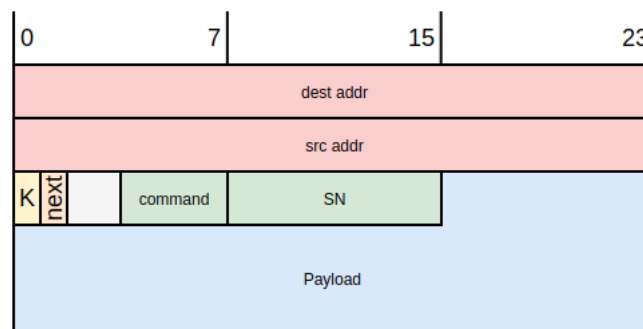 0 7 15 23
dest addr
src addr
K next command SN
Payload